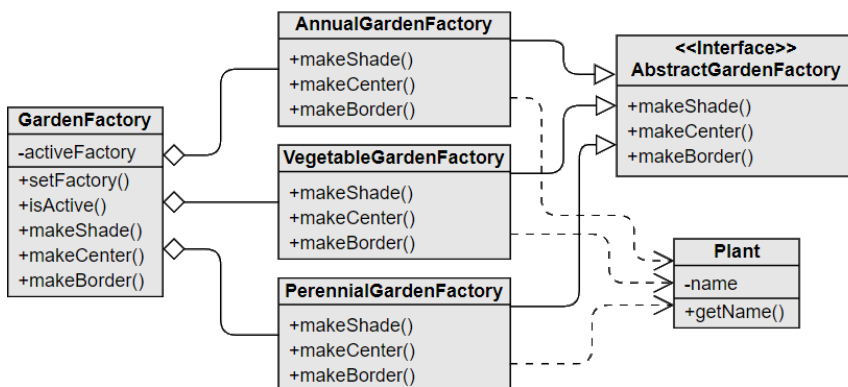 GardenFactory
-activeFactory
+setFactory()
+isActive()
+makeShade()
+makeCenter()
+makeBorder()
AnnualGardenFactory
+makeShade()
+makeCenter()
+makeBorder()
VegetableGardenFactory
+makeShade()
+makeCenter()
+makeBorder()
PerennialGardenFactory
+makeShade()
+makeCenter()
+makeBorder()
<<Interface>>
AbstractGardenFactory
+makeShade()
+makeCenter()
+makeBorder()
Plant
-name
+getName()